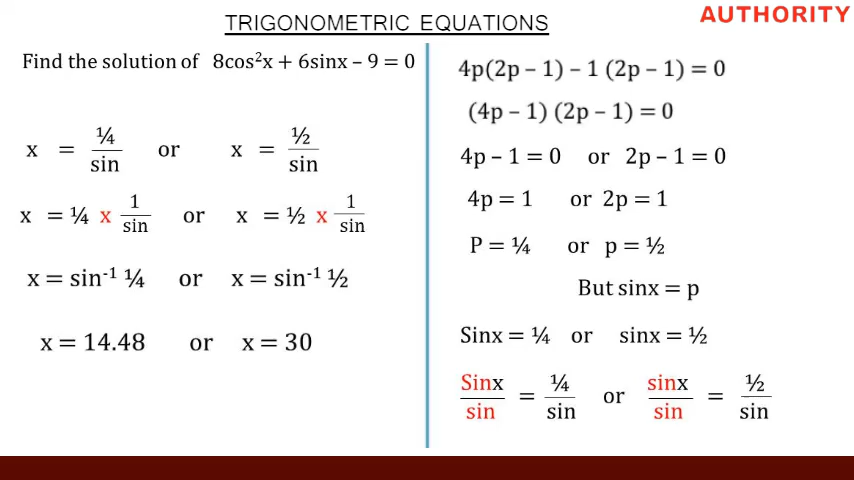 AUTHORITY
TRIGONOMETRIC EQUATIONS
Find the solution of 8cos²x + 6sinx – 9 = 0
x = ¼/sin or x = ½/sin
x = ¼ x 1/sin or x = ½ x 1/sin
x = sin⁻¹ ¼ or x = sin⁻¹ ½
x = 14.48 or x = 30
4p(2p – 1) – 1 (2p – 1) = 0
(4p – 1) (2p – 1) = 0
4p – 1 = 0 or 2p – 1 = 0
4p = 1 or 2p = 1
P = ¼ or p = ½
But sinx = p
Sinx = ¼ or sinx = ½
Sinx/sin = ¼/sin or sinx/sin = ½/sin